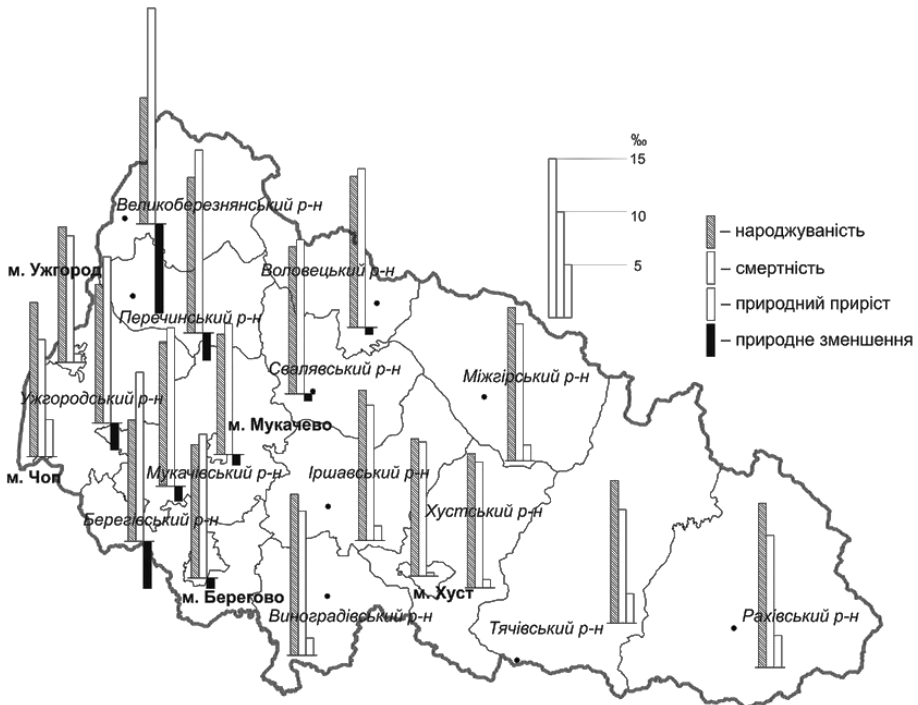 ‰
15
10
5
– народжуваність
– смертність
– природний приріст
– природне зменшення
Великоберезнянський р-н
м. Ужгород
Воловецький р-н
Перечинський р-н
Свалявський р-н
Міжгірський р-н
Ужгородський р-н
м. Мукачево
м. Чоп
Мукачівський р-н
Іршавський р-н
Хустський р-н
Берегівський р-н
м. Берегово
м. Хуст
Виноградівський р-н
Тячівський р-н
Рахівський р-н